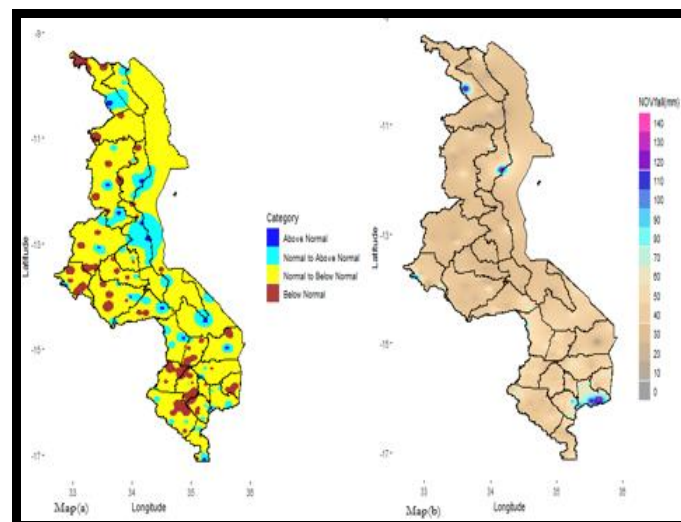 -9
-11
-13
-15
-17
Latitude
33
34
35
36
Longitude
Map(a)
Category
Above Normal
Normal to Above Normal
Normal to Below Normal
Below Normal
-9
-11
-13
-15
-17
Latitude
33
34
35
36
Longitude
Map(b)
NOVfall(mm)
140
130
120
110
100
90
80
70
60
50
40
30
20
10
0